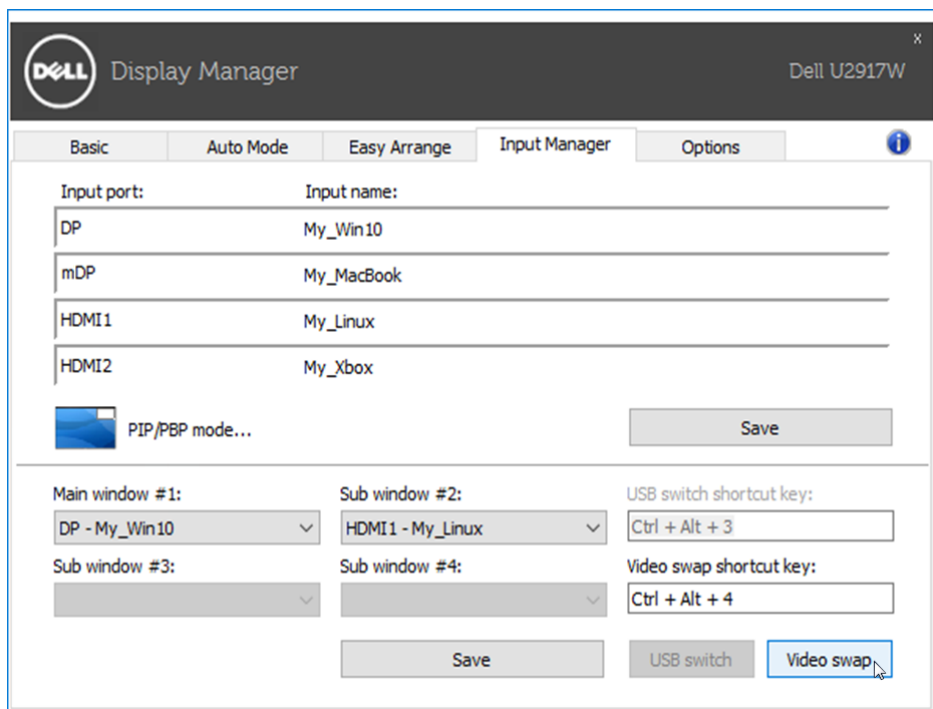 x
DELL Display Manager Dell U2917W
Basic Auto Mode Easy Arrange Input Manager Options i
Input port: Input name:
DP My_Win10
mDP My_MacBook
HDMI1 My_Linux
HDMI2 My_Xbox
PIP/PBP mode... Save
Main window #1: Sub window #2: USB switch shortcut key:
DP - My_Win10 HDMI1 - My_Linux Ctrl + Alt + 3
Sub window #3: Sub window #4: Video swap shortcut key:
Ctrl + Alt + 4
Save USB switch Video swap